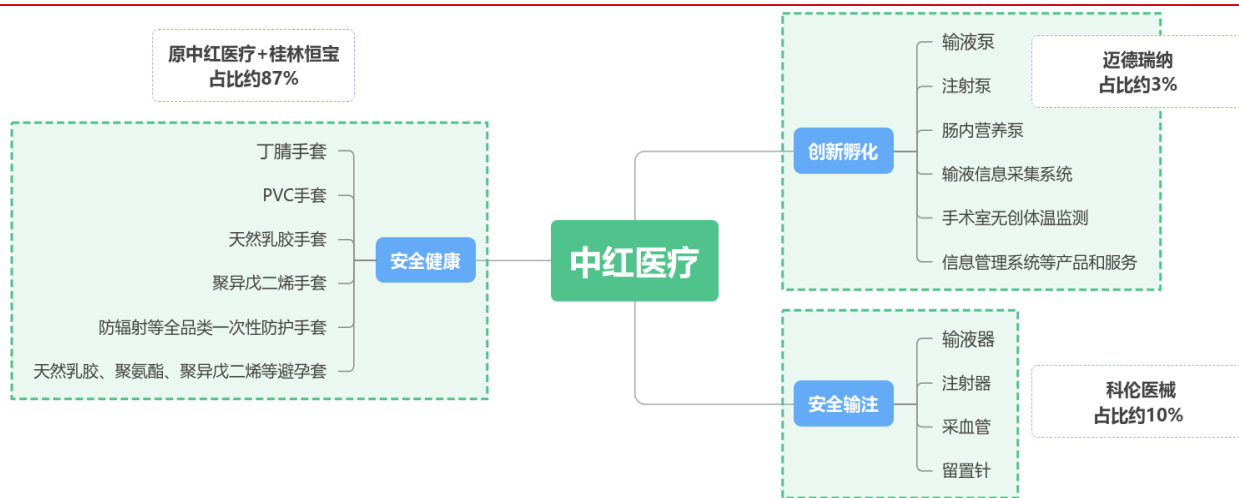 原中红医疗+桂林恒宝
占比约87%
丁腈手套
PVC手套
天然乳胶手套
聚异戊二烯手套
防辐射等全品类一次性防护手套
天然乳胶、聚氨酯、聚异戊二烯等避孕套
安全健康
中红医疗
创新孵化
输液泵
注射泵
肠内营养泵
输液信息采集系统
手术室无创体温监测
信息管理系统等产品和服务
迈德瑞纳
占比约3%
安全输注
输液器
注射器
采血管
留置针
科伦医械
占比约10%